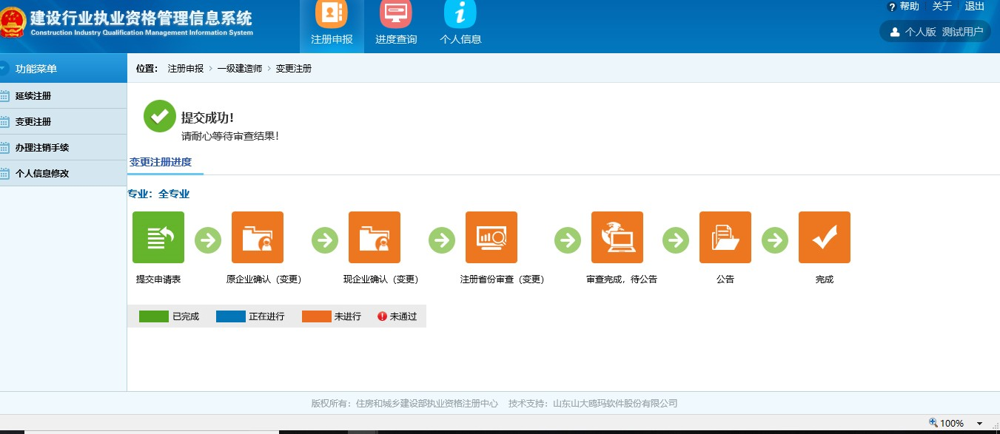 建设行业执业资格管理信息系统
Construction Industry Qualification Management Information System
注册申报 进度查询 个人信息
? 帮助 关于 退出
个人版 测试用户
功能菜单
延续注册
变更注册
办理注销手续
个人信息修改
位置： 注册申报 > 一级建造师 > 变更注册
提交成功！
请耐心等待审查结果！
变更注册进度
专业：全专业
提交申请表 原企业确认（变更） 现企业确认（变更） 注册省份审查（变更） 审查完成，待公告 公告 完成
已完成 正在进行 未进行 未通过
版权所有：住房和城乡建设部执业资格注册中心 技术支持：山东山大鸥玛软件股份有限公司
100%